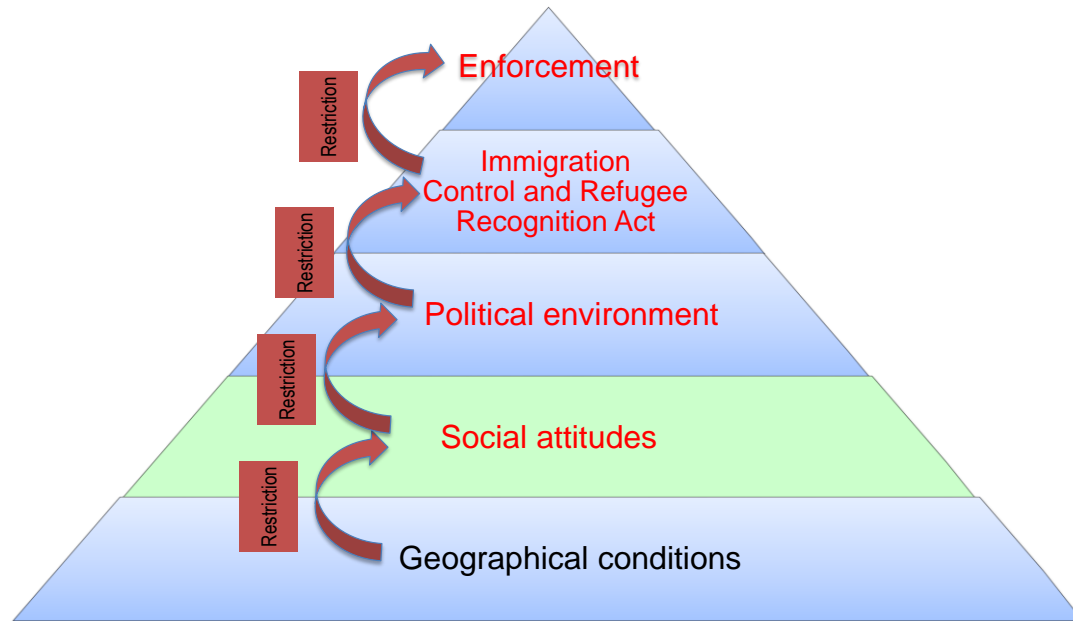 Enforcement
Restriction
Immigration
Control and Refugee
Recognition Act
Restriction
Political environment
Restriction
Social attitudes
Restriction
Geographical conditions